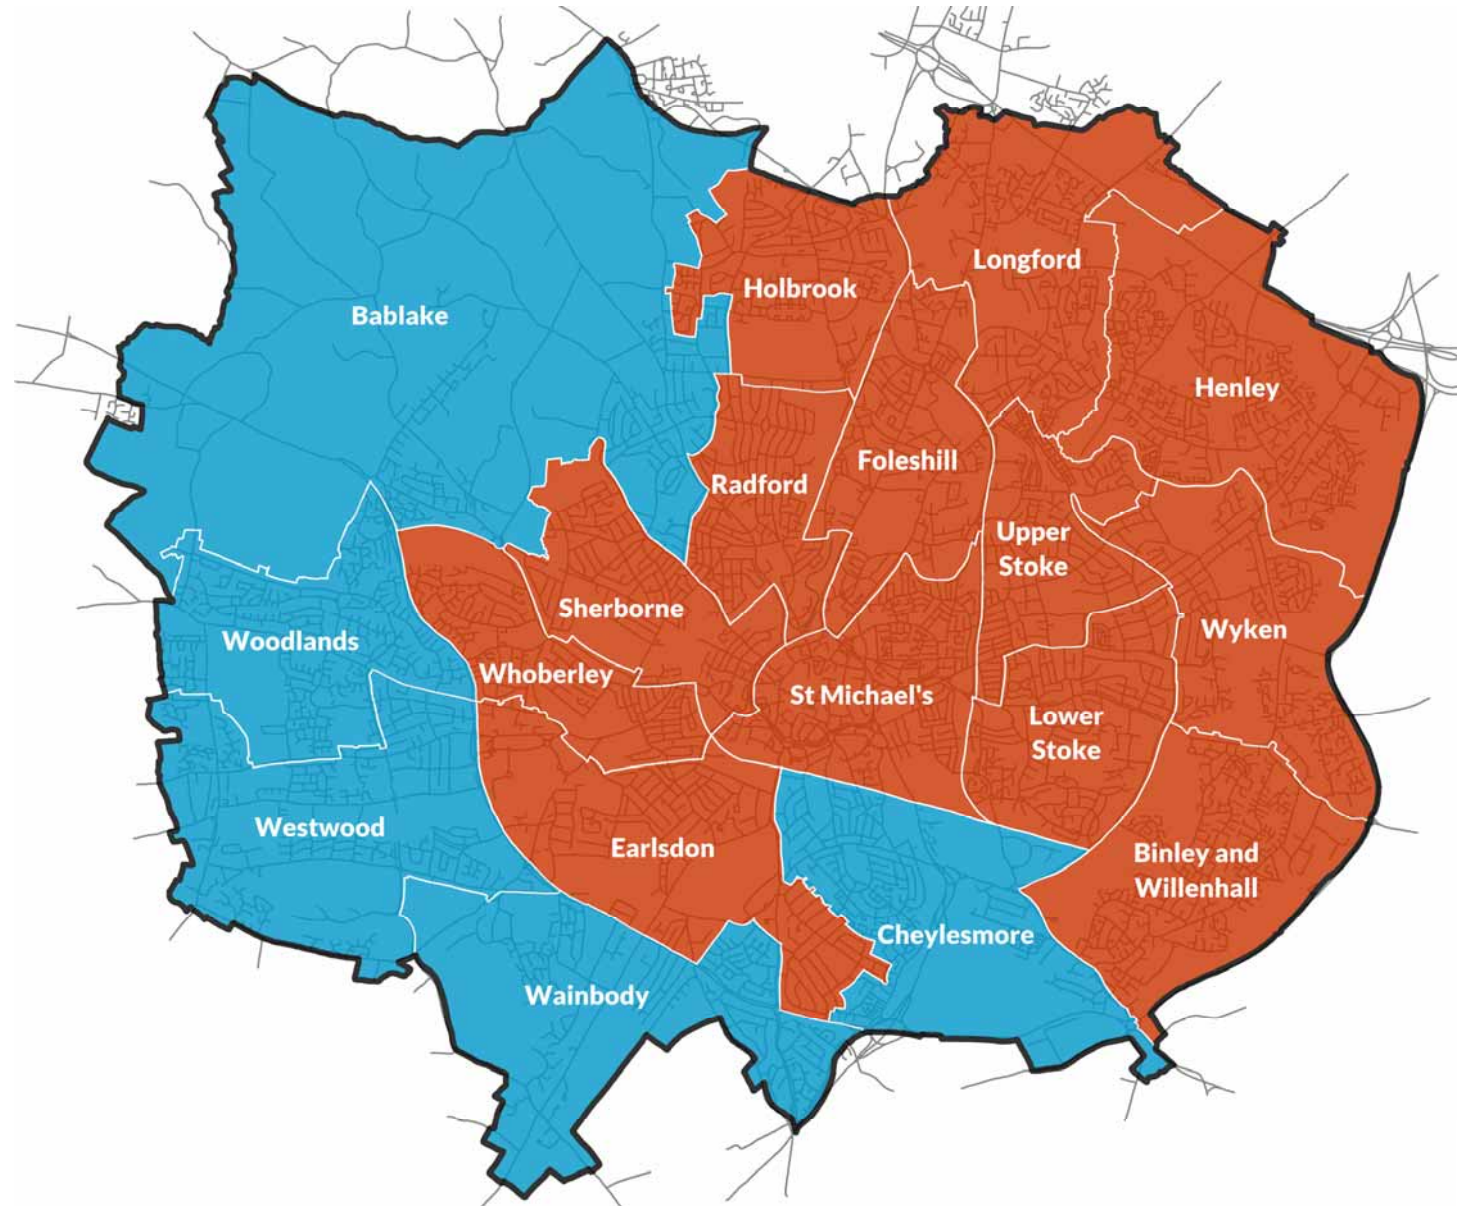 Longford
Holbrook
Bablake
Henley
Foleshill
Radford
Upper
Stoke
Sherborne
Wyken
Woodlands
Whoberley
St Michael's
Lower
Stoke
Westwood
Earlsdon
Binley and
Willenhall
Cheylesmore
Wainbody